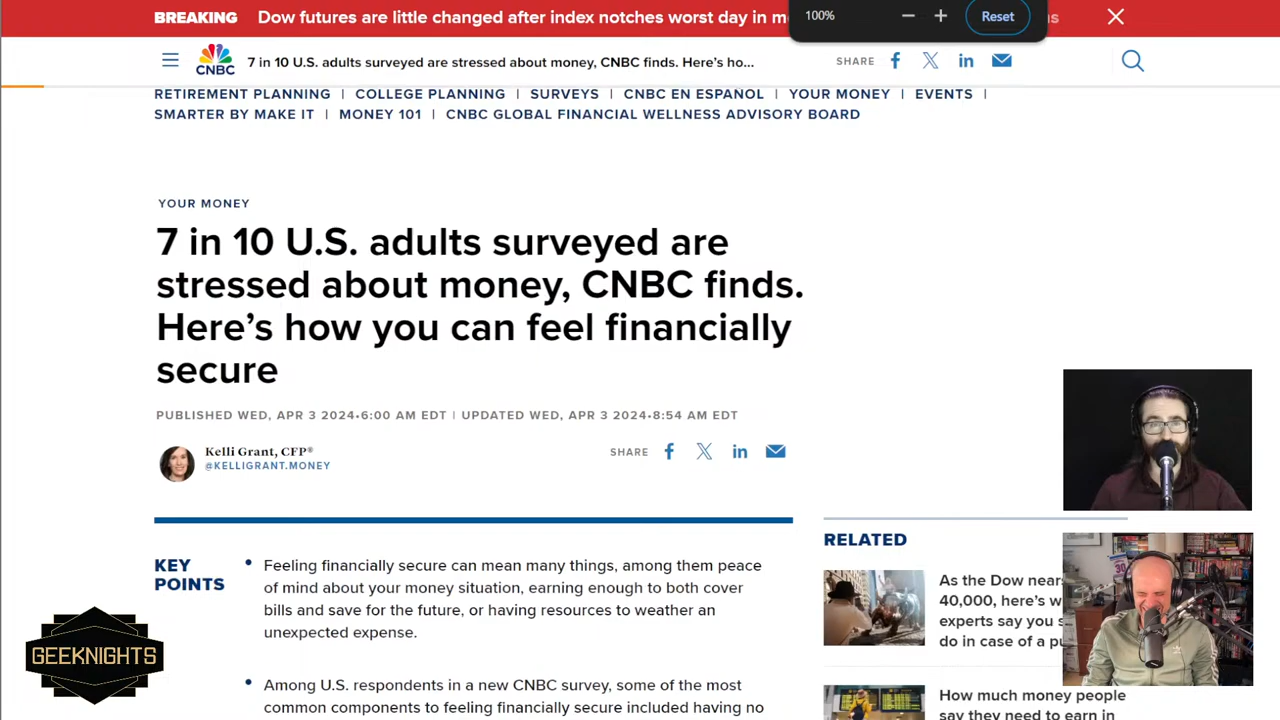 BREAKING Dow futures are little changed after index notches worst day in
100% Reset
CNBC 7 in 10 U.S. adults surveyed are stressed about money, CNBC finds. Here’s ho... SHARE
RETIREMENT PLANNING | COLLEGE PLANNING | SURVEYS | CNBC EN ESPANOL | YOUR MONEY | EVENTS |
SMARTER BY MAKE IT | MONEY 101 | CNBC GLOBAL FINANCIAL WELLNESS ADVISORY BOARD
YOUR MONEY
7 in 10 U.S. adults surveyed are
stressed about money, CNBC finds.
Here’s how you can feel financially
secure
PUBLISHED WED, APR 3 2024•6:00 AM EDT | UPDATED WED, APR 3 2024•8:54 AM EDT
Kelli Grant, CFP®
@KELLIGRANT.MONEY
SHARE
KEY
POINTS
• Feeling financially secure can mean many things, among them peace
of mind about your money situation, earning enough to both cover
bills and save for the future, or having resources to weather an
unexpected expense.
• Among U.S. respondents in a new CNBC survey, some of the most
common components to feeling financially secure included having no
RELATED
As the Dow nears
40,000, here’s
experts say you
do in case of a
How much money people
say they need to earn in
GEEKNIGHTS